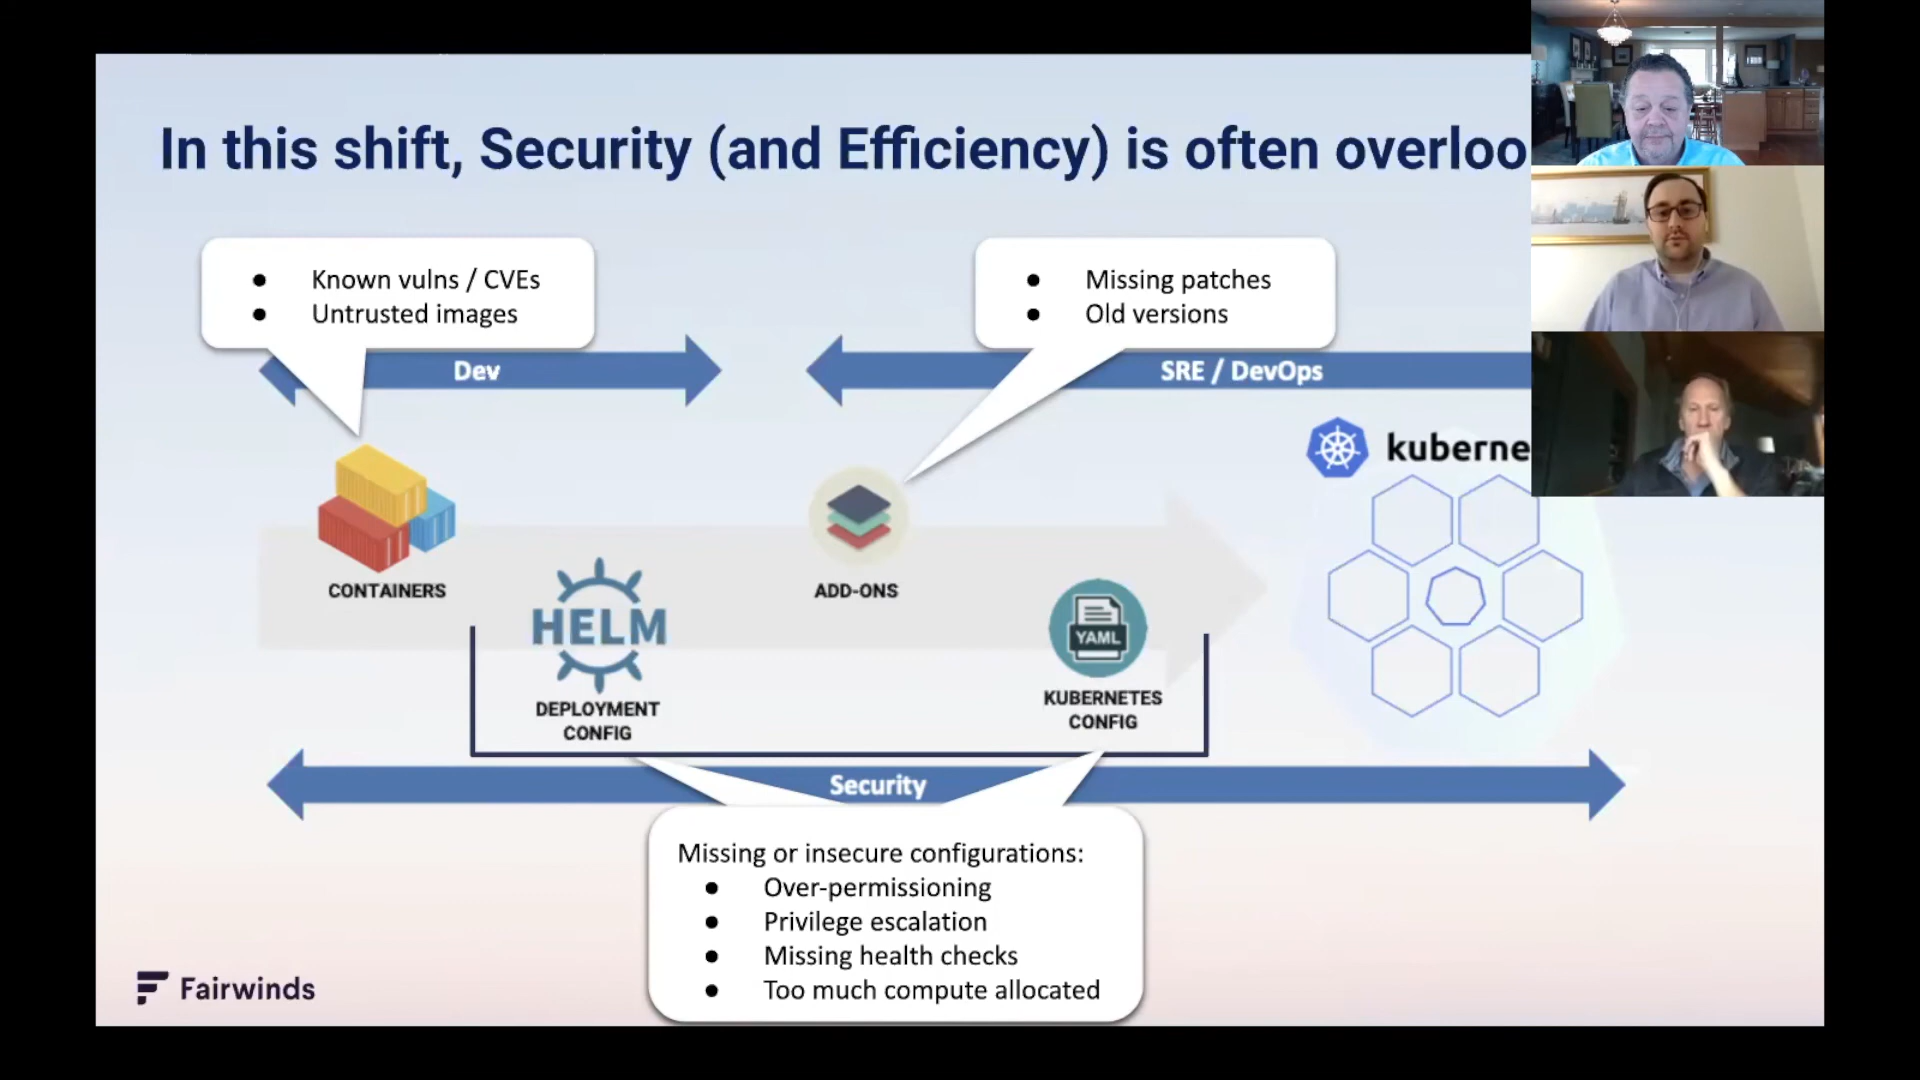 In this shift, Security (and Efficiency) is often overloo
● Known vulns / CVEs
● Untrusted images
● Missing patches
● Old versions
Dev
SRE / DevOps
kuberne
CONTAINERS
ADD-ONS
HELM
DEPLOYMENT
CONFIG
YAML
KUBERNETES
CONFIG
Security
Missing or insecure configurations:
● Over-permissioning
● Privilege escalation
● Missing health checks
● Too much compute allocated
Fairwinds